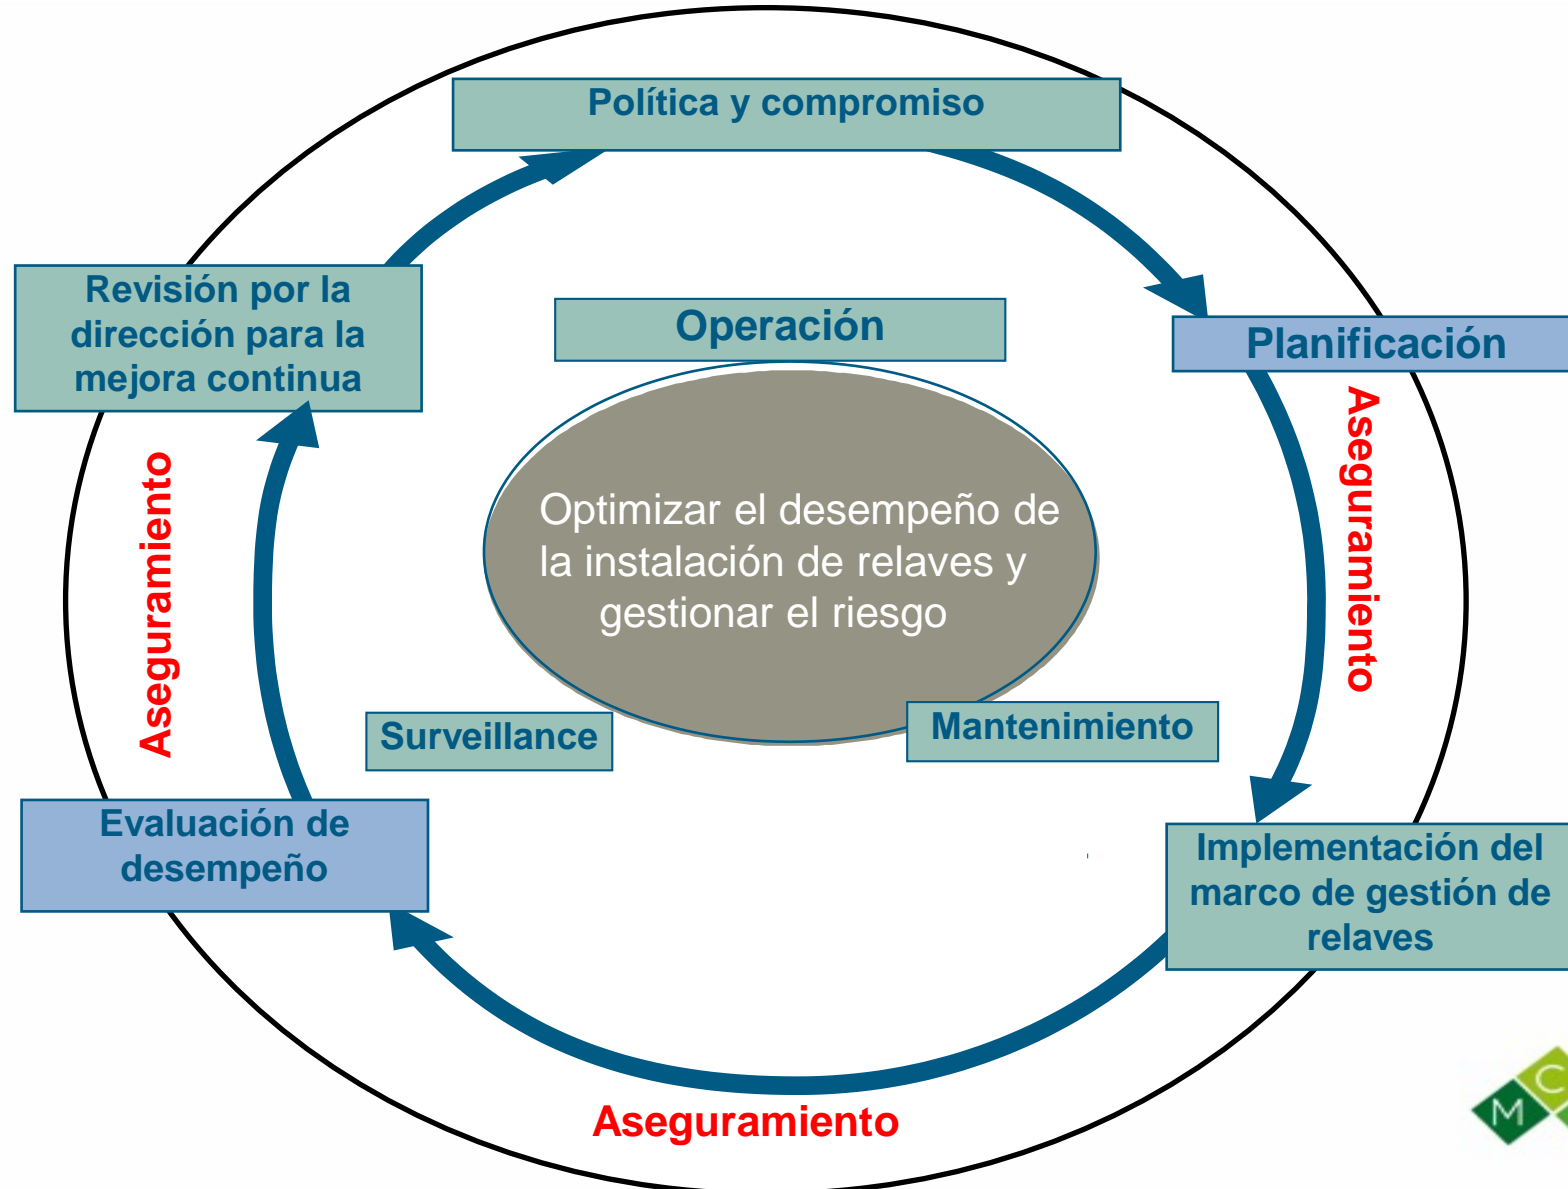 Política y compromiso
Revisión por la
dirección para la
mejora continua
Operación
Planificación
Aseguramiento
Aseguramiento
Optimizar el desempeño de
la instalación de relaves y
gestionar el riesgo
Surveillance
Mantenimiento
Evaluación de
desempeño
Implementación del
marco de gestión de
relaves
Aseguramiento
M
C